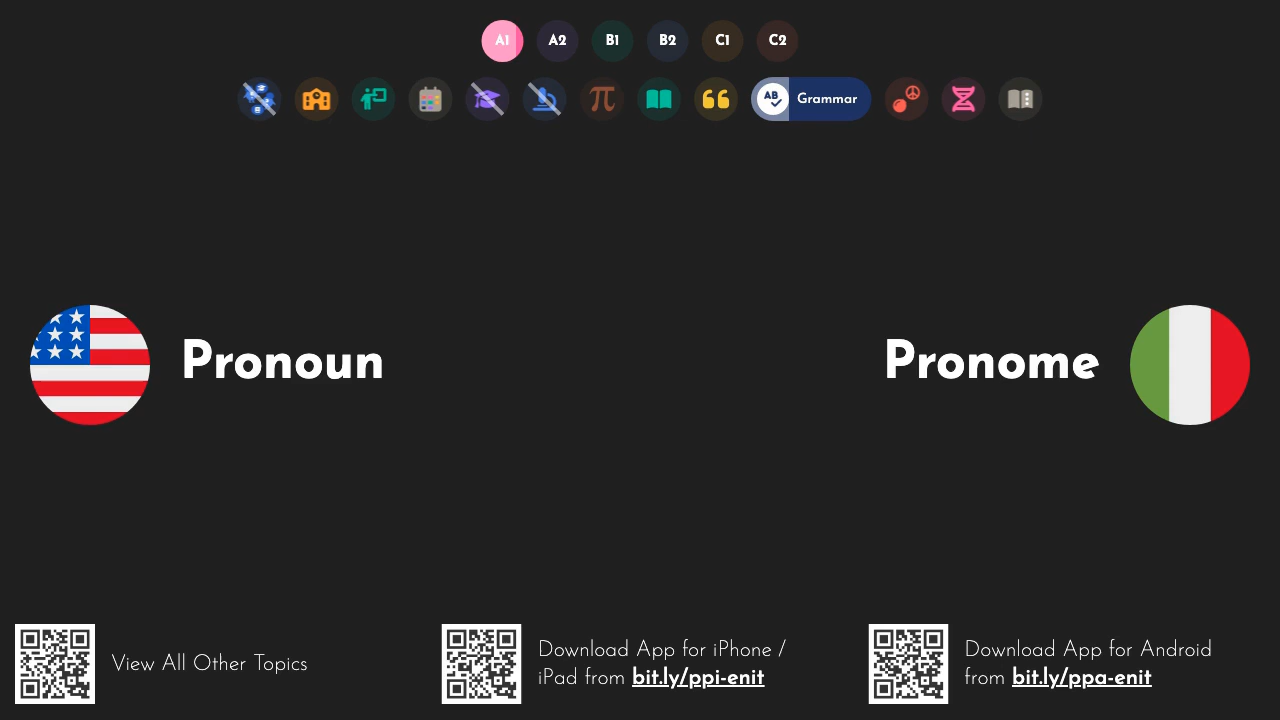 A1 A2 B1 B2 C1 C2
AB Grammar
Pronoun
Pronome
View All Other Topics
Download App for iPhone /
iPad from bit.ly/ppi-enit
Download App for Android
from bit.ly/ppa-enit